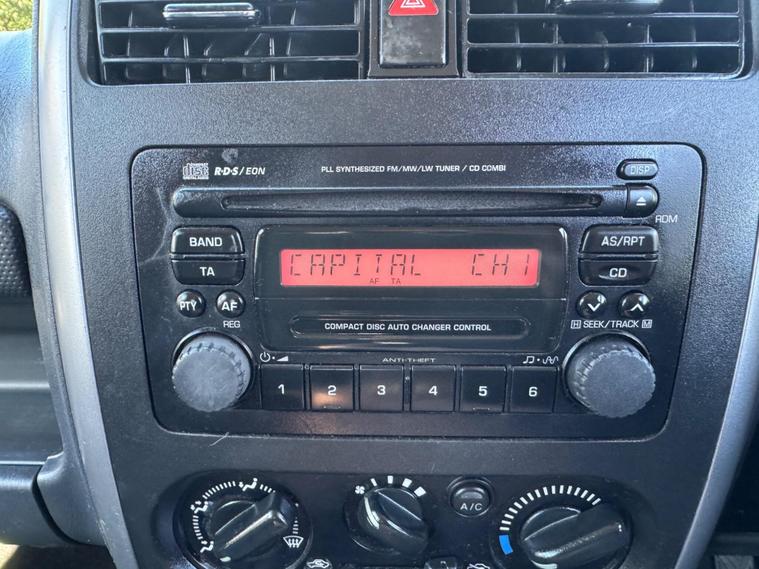 COMPACT disc R·D·S/EON PLL SYNTHESIZED FM/MW/LW TUNER / CD COMBI DISP
RDM
BAND AS/RPT
TA CD
CAPITAL CH1
AF TA
PTY AF
REG
COMPACT DISC AUTO CHANGER CONTROL
H SEEK/TRACK M
ANTI-THEFT
1 2 3 4 5 6
A/C